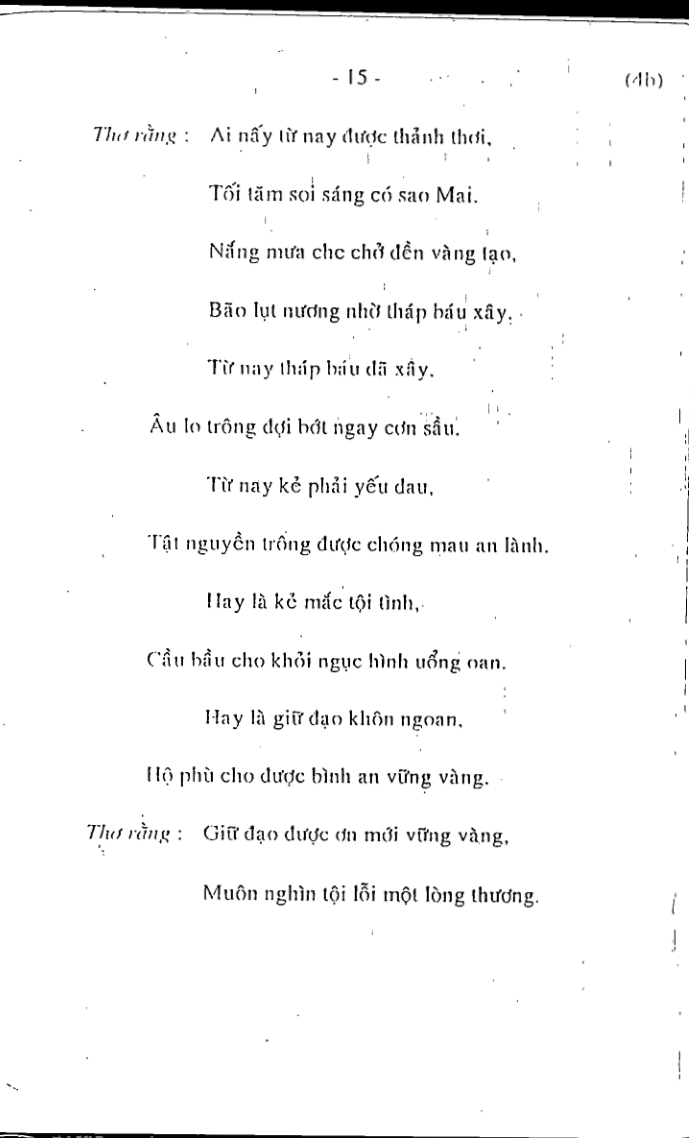 - 15 - (4b)
Thơ rằng : Ai nấy từ nay được thảnh thơi,
Tối tăm soi sáng có sao Mai.
Nắng mưa che chở đền vàng tạo,
Bão lụt nương nhờ tháp báu xây.
Từ nay tháp báu đã xây,
Âu lo trông đợi bớt ngay cơn sầu.
Từ nay kẻ phải yếu đau,
Tật nguyền trông được chóng mau an lành.
Hay là kẻ mắc tội tình,
Cầu bầu cho khỏi ngục hình uổng oan.
Hay là giữ đạo khôn ngoan,
Hộ phù cho được bình an vững vàng.
Thơ rằng : Giữ đạo được ơn mới vững vàng,
Muôn nghìn tội lỗi một lòng thương.